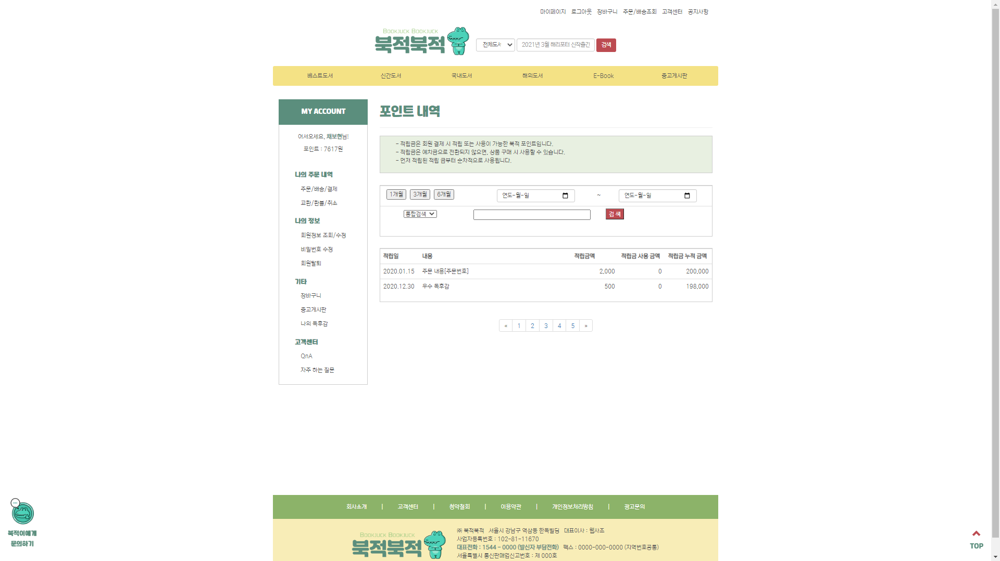 마이페이지 로그아웃 장바구니 주문/배송조회 고객센터 공지사항
BOOKJUCK BOOKJUCK
북적북적
전체도서 2021년 3월 해리포터 신작출간 검색
베스트도서 신간도서 국내도서 해외도서 E-Book 중고게시판
MY ACCOUNT
어서오세요, 채보현님!
포인트 : 7617원
나의 주문 내역
주문/배송/결제
교환/환불/취소
나의 정보
회원정보 조회/수정
비밀번호 수정
회원탈퇴
기타
장바구니
중고게시판
나의 독후감
고객센터
QnA
자주 하는 질문
포인트 내역
- 적립금은 회원 결제 시 적립 또는 사용이 가능한 북적 포인트입니다.
- 적립금은 예치금으로 전환되지 않으면, 상품 구매 시 사용할 수 있습니다.
- 먼저 적립된 적립 금부터 순차적으로 사용됩니다.
1개월 3개월 6개월 연도-월-일 ~ 연도-월-일
통합검색 검 색
적립일 내용 적립금액 적립금 사용 금액 적립금 누적 금액
2020.01.15 주문 내용[주문번호] 2,000 0 200,000
2020.12.30 우수 독후감 500 0 198,000
« 1 2 3 4 5 »
회사소개 | 고객센터 | 청약철회 | 이용약관 | 개인정보처리방침 | 광고문의
BOOKJUCK BOOKJUCK
북적북적
㈜ 북적북적 서울시 강남구 역삼동 한독빌딩 대표이사 : 웹사조
사업자등록번호 : 102-81-11670
대표전화 : 1544 - 0000 (발신자 부담전화) 팩스 : 0000-000-0000 (지역번호공통)
서울특별시 통신판매업신고번호 : 제 000호
북적이에게
문의하기
TOP